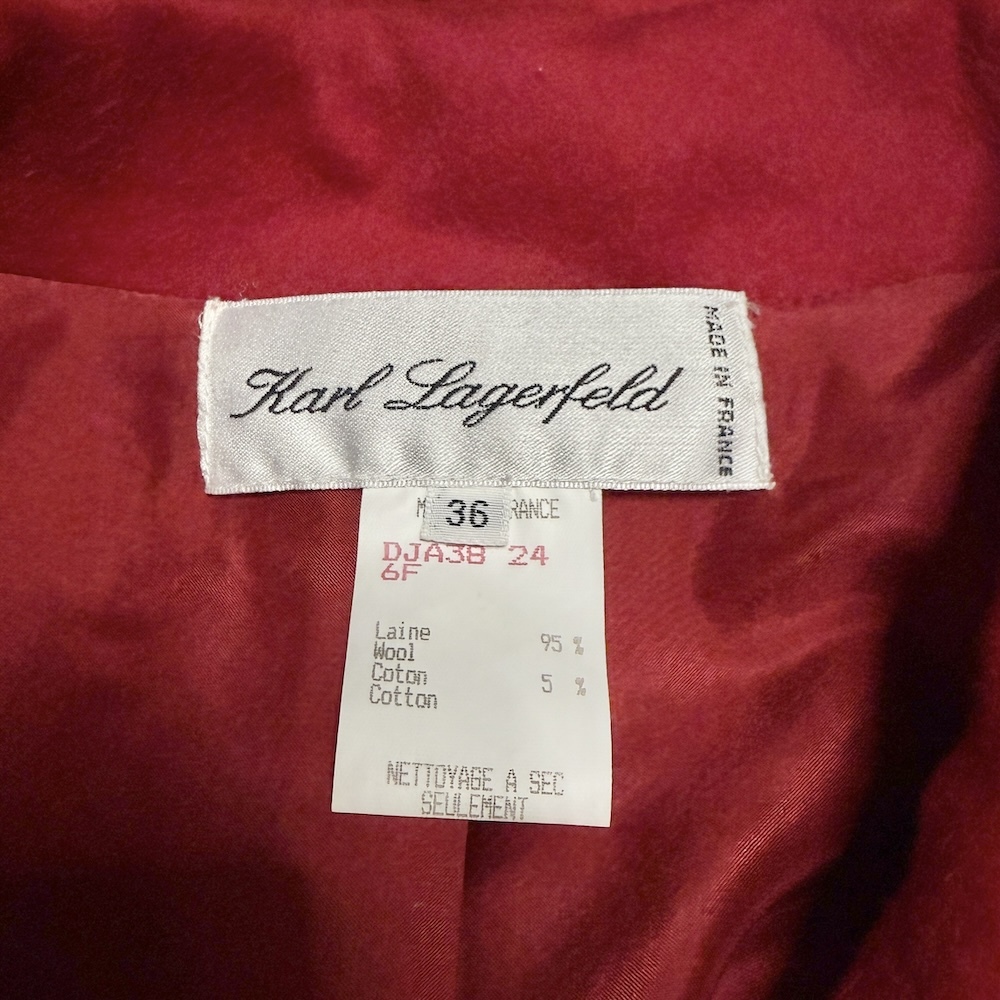 Karl Lagerfeld
MADE IN FRANCE
36
RANCE
DJA38 24
6F
Laine
Wool 95 %
Coton
Cotton 5 %
NETTOYAGE A SEC
SEULEMENT